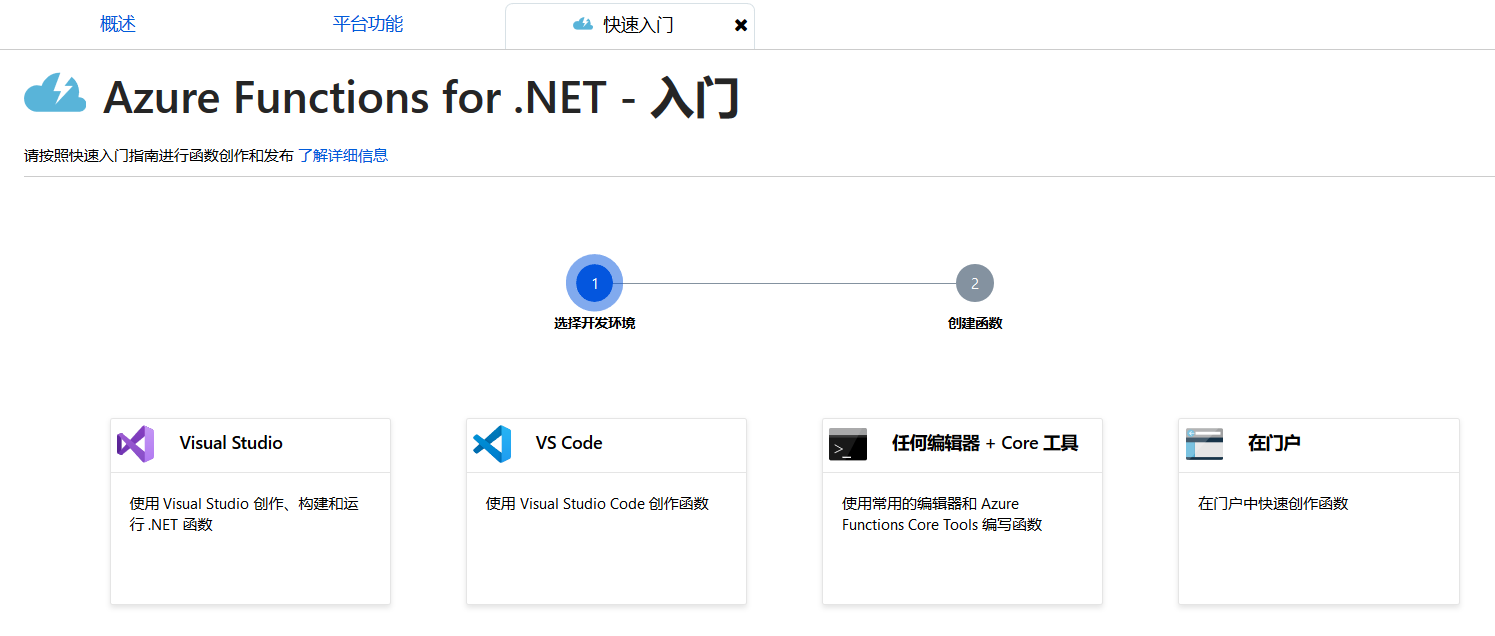 概述
平台功能
快速入门
Azure Functions for .NET - 入门
请按照快速入门指南进行函数创作和发布 了解详细信息
1
2
选择开发环境
创建函数
Visual Studio
使用 Visual Studio 创作、构建和运
行 .NET 函数
VS Code
使用 Visual Studio Code 创作函数
任何编辑器 + Core 工具
使用常用的编辑器和 Azure
Functions Core Tools 编写函数
在门户
在门户中快速创作函数